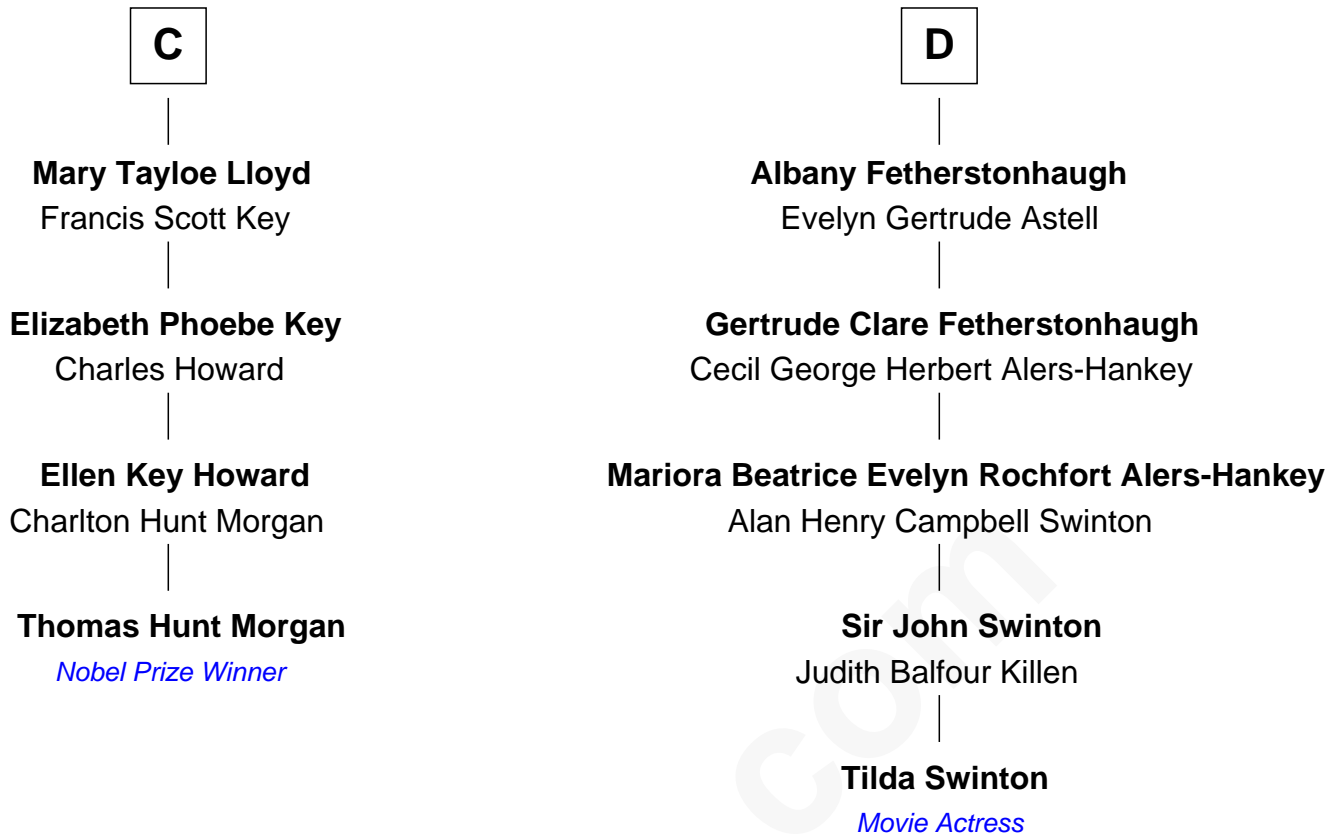 C
Mary Tayloe Lloyd
Francis Scott Key
Elizabeth Phoebe Key
Charles Howard
Ellen Key Howard
Charlton Hunt Morgan
Thomas Hunt Morgan
Nobel Prize Winner
D
Albany Fetherstonhaugh
Evelyn Gertrude Astell
Gertrude Clare Fetherstonhaugh
Cecil George Herbert Alers-Hankey
Mariora Beatrice Evelyn Rochfort Alers-Hankey
Alan Henry Campbell Swinton
Sir John Swinton
Judith Balfour Killen
Tilda Swinton
Movie Actress
com